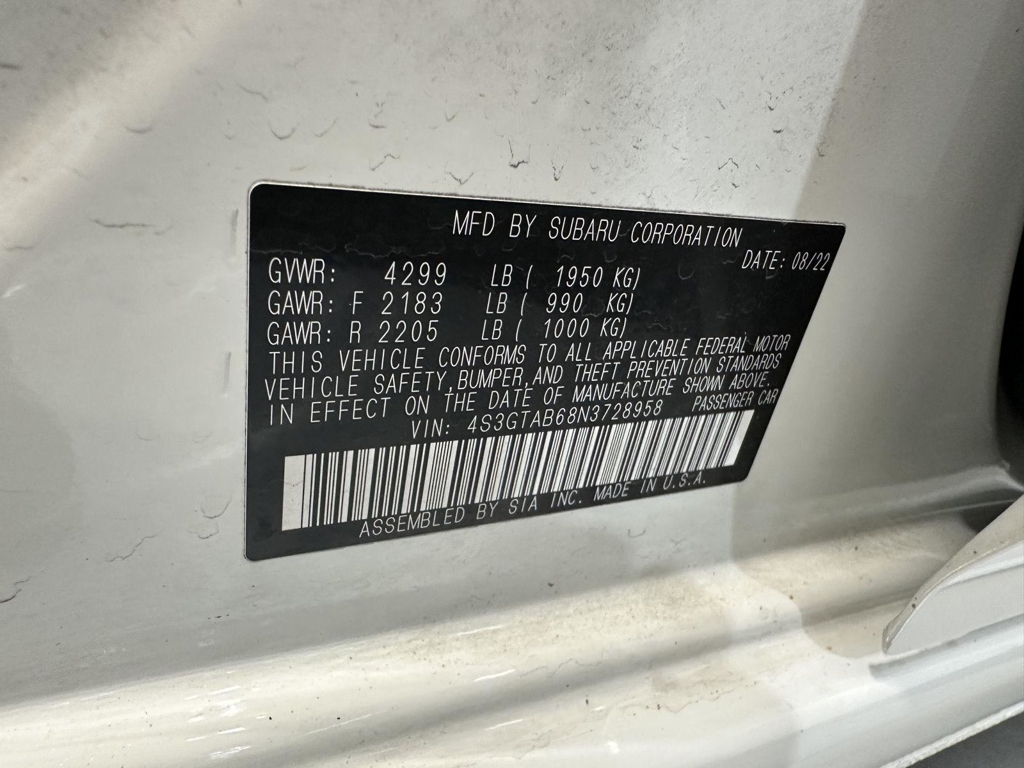 MFD BY SUBARU CORPORATION
DATE: 08/22
GVWR: 4299 LB ( 1950 KG)
GAWR: F 2183 LB ( 990 KG)
GAWR: R 2205 LB ( 1000 KG)
THIS VEHICLE CONFORMS TO ALL APPLICABLE FEDERAL MOTOR
VEHICLE SAFETY, BUMPER, AND THEFT PREVENTION STANDARDS
IN EFFECT ON THE DATE OF MANUFACTURE SHOWN ABOVE.
VIN: 4S3GTAB68N3728958 PASSENGER CAR
ASSEMBLED BY SIA INC. MADE IN U.S.A.